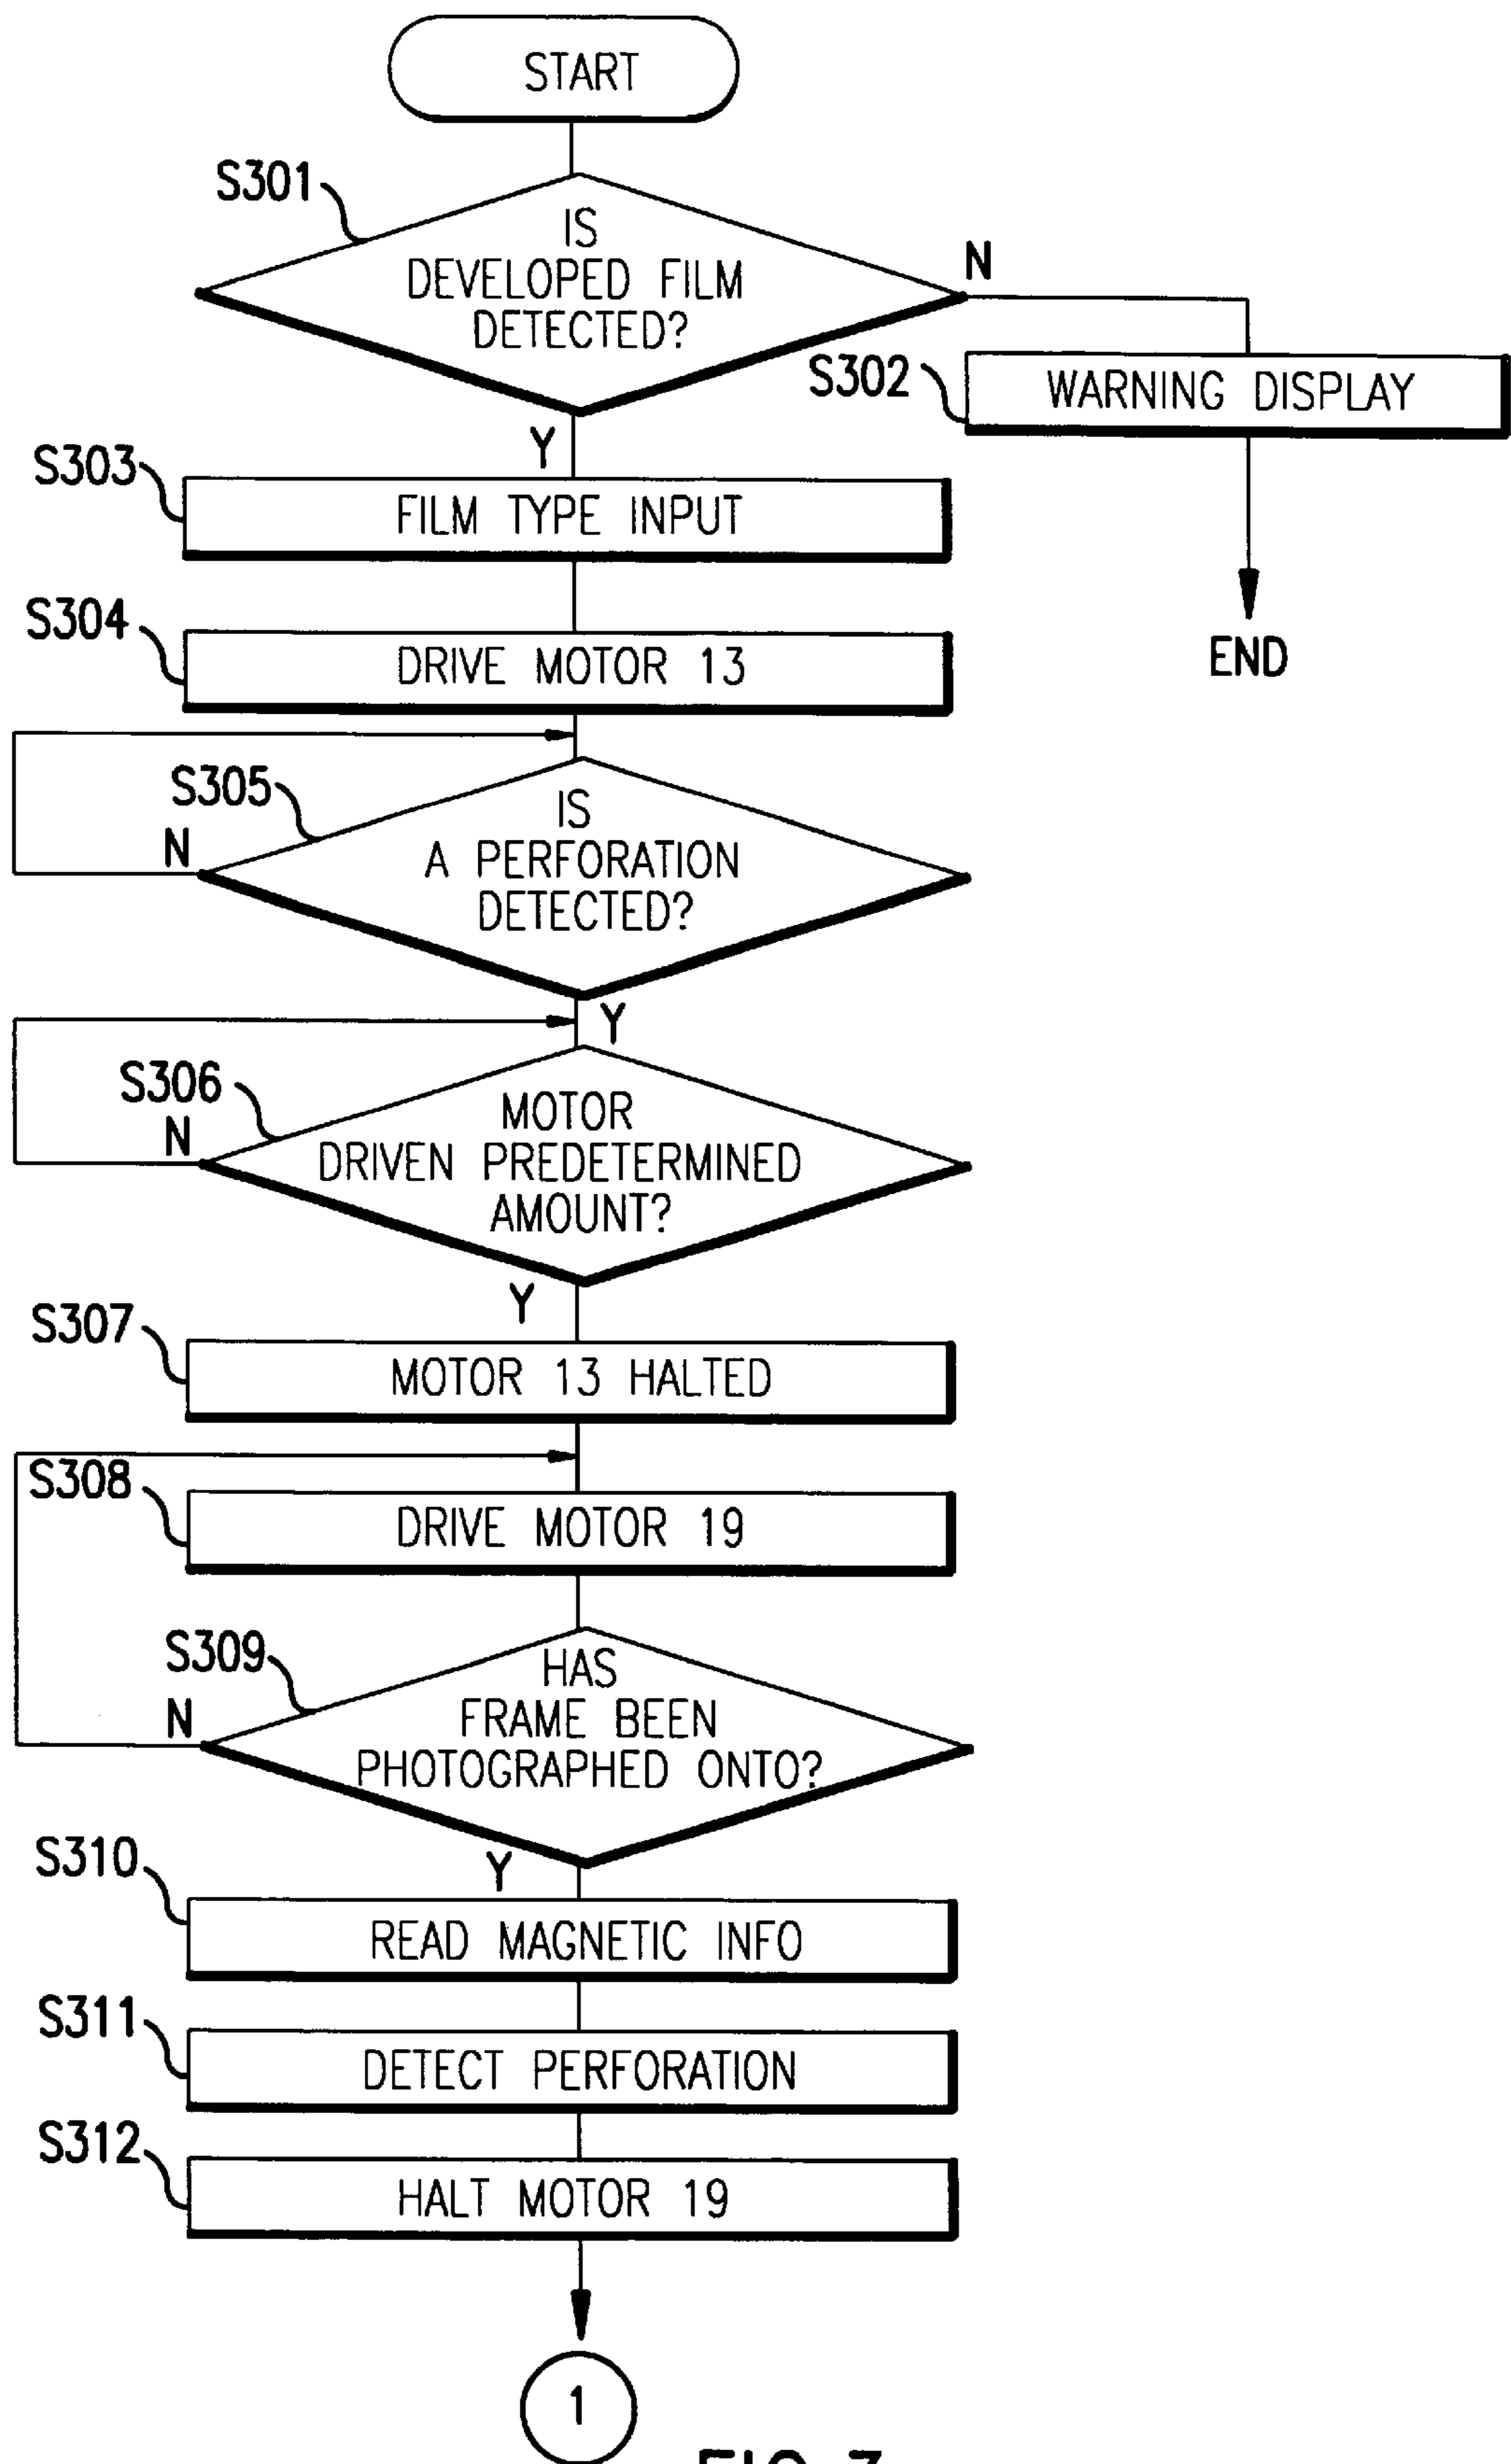 START
S301
IS
DEVELOPED FILM
DETECTED?
N
S302
WARNING DISPLAY
END
Y
S303
FILM TYPE INPUT
S304
DRIVE MOTOR 13
S305
IS
A PERFORATION
DETECTED?
N
Y
S306
MOTOR
DRIVEN PREDETERMINED
AMOUNT?
N
Y
S307
MOTOR 13 HALTED
S308
DRIVE MOTOR 19
S309
HAS
FRAME BEEN
PHOTOGRAPHED ONTO?
N
Y
S310
READ MAGNETIC INFO
S311
DETECT PERFORATION
S312
HALT MOTOR 19
1